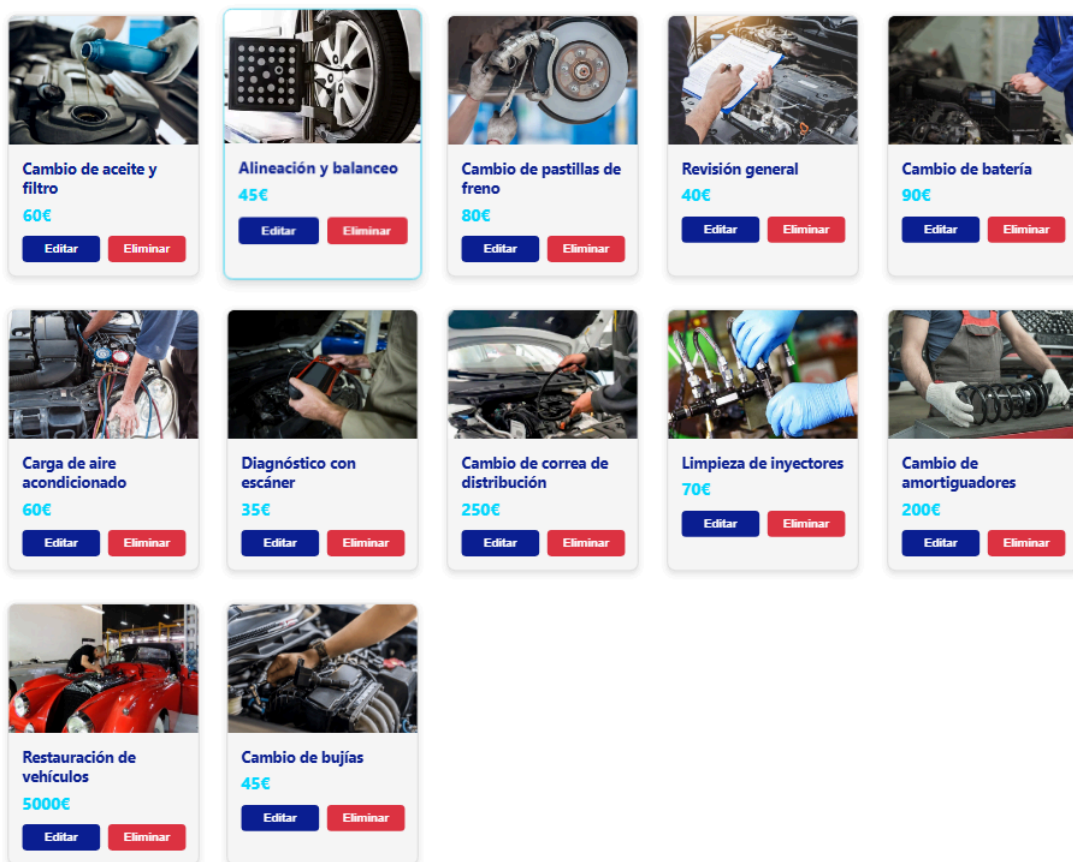 Cambio de aceite y
filtro
60€
Editar Eliminar
Alineación y balanceo
45€
Editar Eliminar
Cambio de pastillas de
freno
80€
Editar Eliminar
Revisión general
40€
Editar Eliminar
Cambio de batería
90€
Editar Eliminar
Carga de aire
acondicionado
60€
Editar Eliminar
Diagnóstico con
escáner
35€
Editar Eliminar
Cambio de correa de
distribución
250€
Editar Eliminar
Limpieza de inyectores
70€
Editar Eliminar
Cambio de
amortiguadores
200€
Editar Eliminar
Restauración de
vehículos
5000€
Editar Eliminar
Cambio de bujías
45€
Editar Eliminar